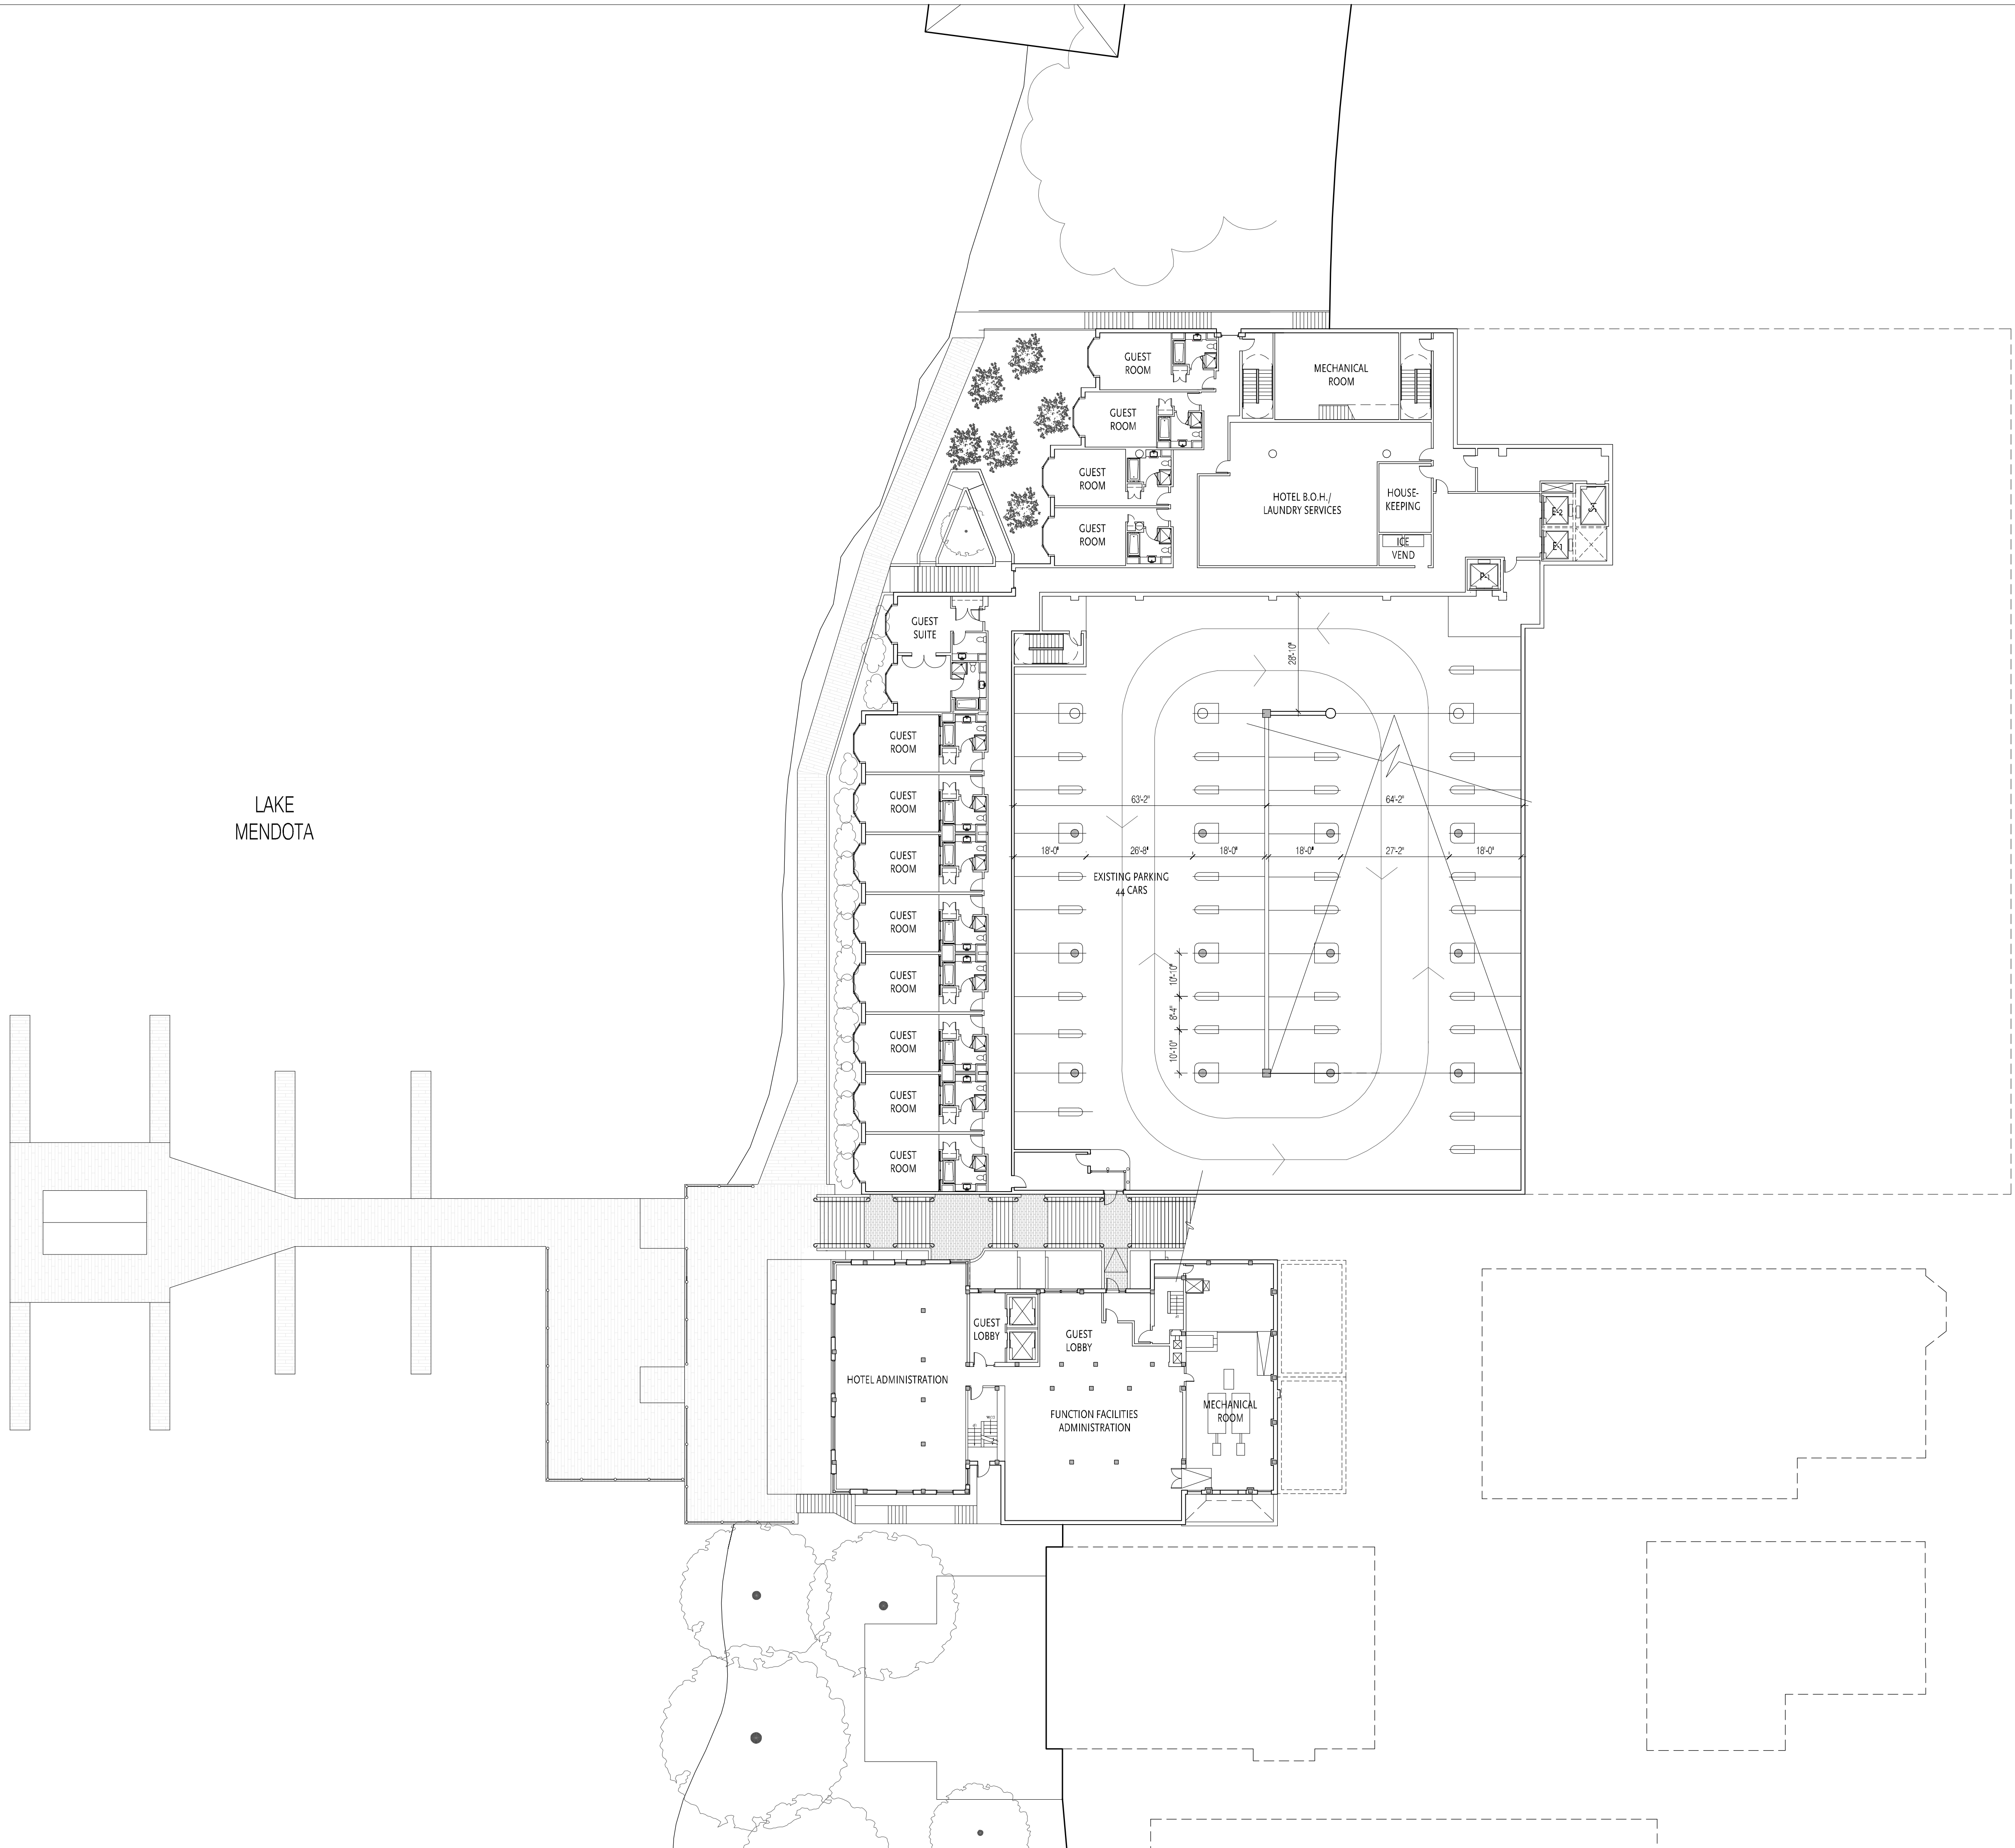 GUEST
ROOM
MECHANICAL
ROOM
GUEST
ROOM
GUEST
ROOM
HOTEL B.O.H./
LAUNDRY SERVICES
HOUSE-
KEEPING
E-2
S-1
GUEST
ROOM
ICE
VEND
E-1
P-1
GUEST
SUITE
28'-10"
GUEST
ROOM
LAKE
MENDOTA
GUEST
ROOM
63'-2"
64'-2"
GUEST
ROOM
18'-0"
26'-8"
18'-0"
18'-0"
27'-2"
18'-0"
EXISTING PARKING
44 CARS
GUEST
ROOM
GUEST
ROOM
10'-10"
8'-4"
10'-10"
GUEST
ROOM
GUEST
ROOM
GUEST
ROOM
GUEST
LOBBY
GUEST
LOBBY
HOTEL ADMINISTRATION
FUNCTION FACILITIES
ADMINISTRATION
MECHANICAL
ROOM